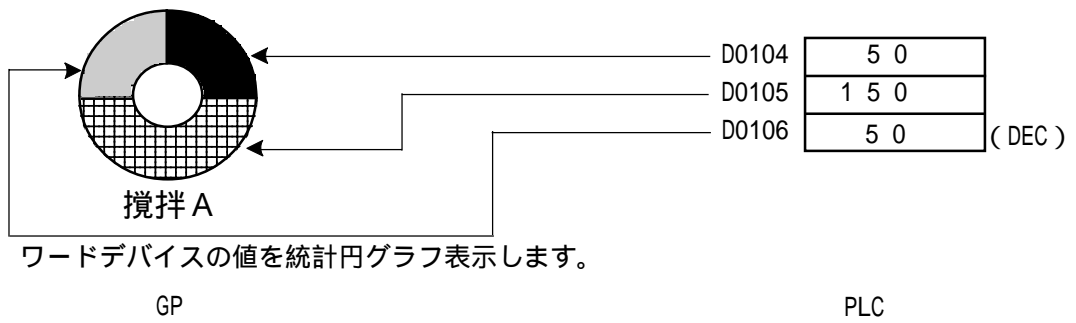 D0104 50
D0105 150
D0106 50 (DEC)
撹拌A
ワードデバイスの値を統計円グラフ表示します。
GP PLC